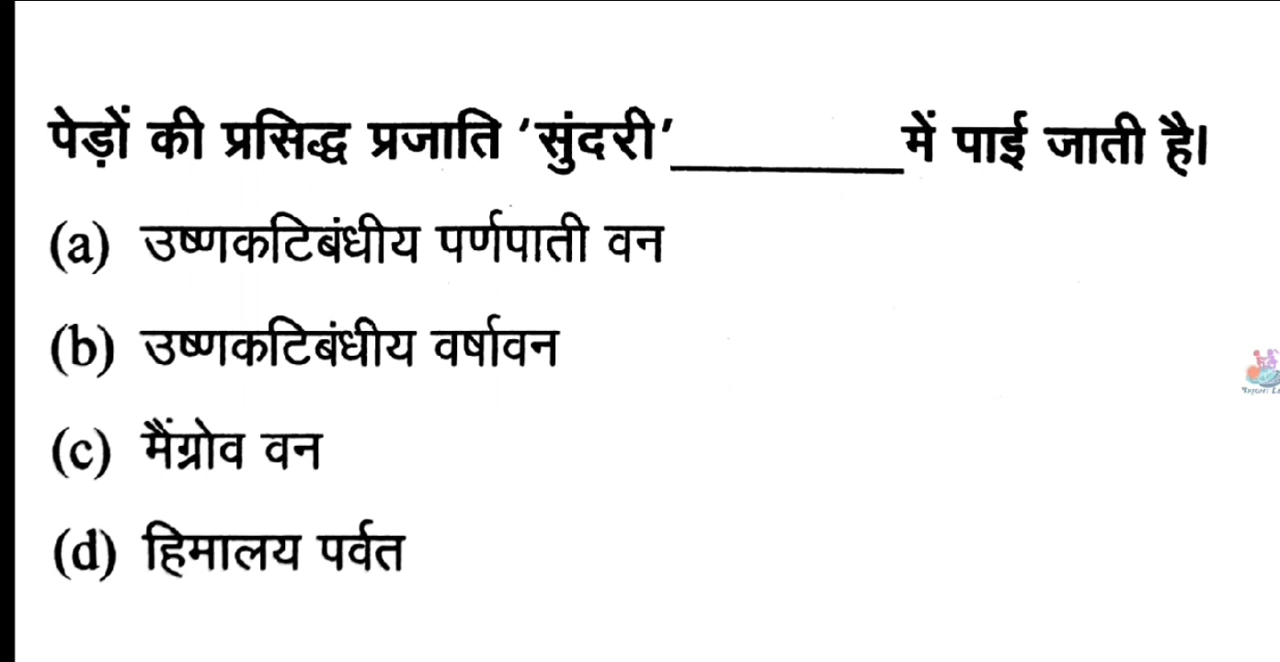 पेड़ों की प्रसिद्ध प्रजाति ‘सुंदरी’_________में पाई जाती है।
(a) उष्णकटिबंधीय पर्णपाती वन
(b) उष्णकटिबंधीय वर्षावन
(c) मैंग्रोव वन
(d) हिमालय पर्वत